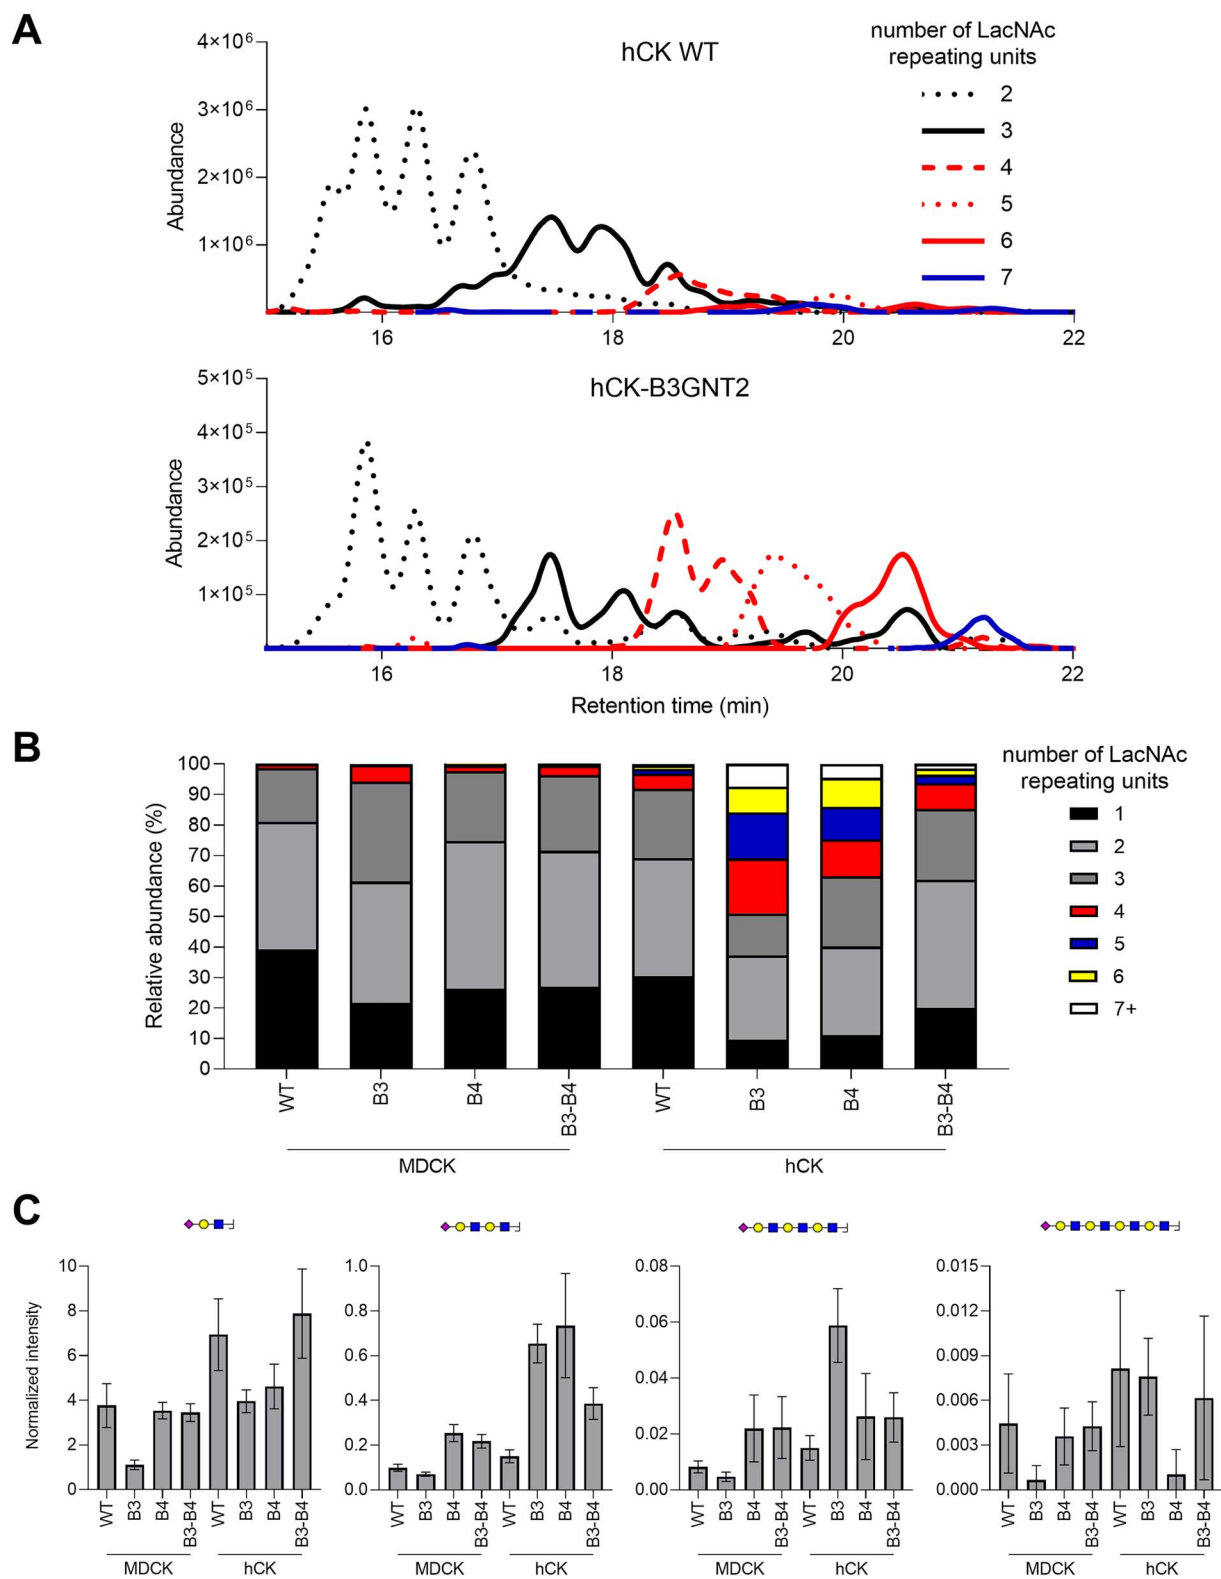 A
hCK WT
number of LacNAc
repeating units
2
3
4
5
6
7
Abundance
4×10⁶
3×10⁶
2×10⁶
1×10⁶
16 18 20 22
hCK-B3GNT2
Abundance
5×10⁵
4×10⁵
3×10⁵
2×10⁵
1×10⁵
16 18 20 22
Retention time (min)
B
number of LacNAc
repeating units
1
2
3
4
5
6
7+
Relative abundance (%)
100
90
80
70
60
50
40
30
20
10
0
WT B3 B4 B3-B4 WT B3 B4 B3-B4
MDCK hCK
C
Normalized intensity
10
8
6
4
2
0
WT B3 B4 B3-B4 WT B3 B4 B3-B4
MDCK hCK
1.0
0.8
0.6
0.4
0.2
0.0
WT B3 B4 B3-B4 WT B3 B4 B3-B4
MDCK hCK
0.08
0.06
0.04
0.02
0.00
WT B3 B4 B3-B4 WT B3 B4 B3-B4
MDCK hCK
0.015
0.012
0.009
0.006
0.003
0.000
WT B3 B4 B3-B4 WT B3 B4 B3-B4
MDCK hCK